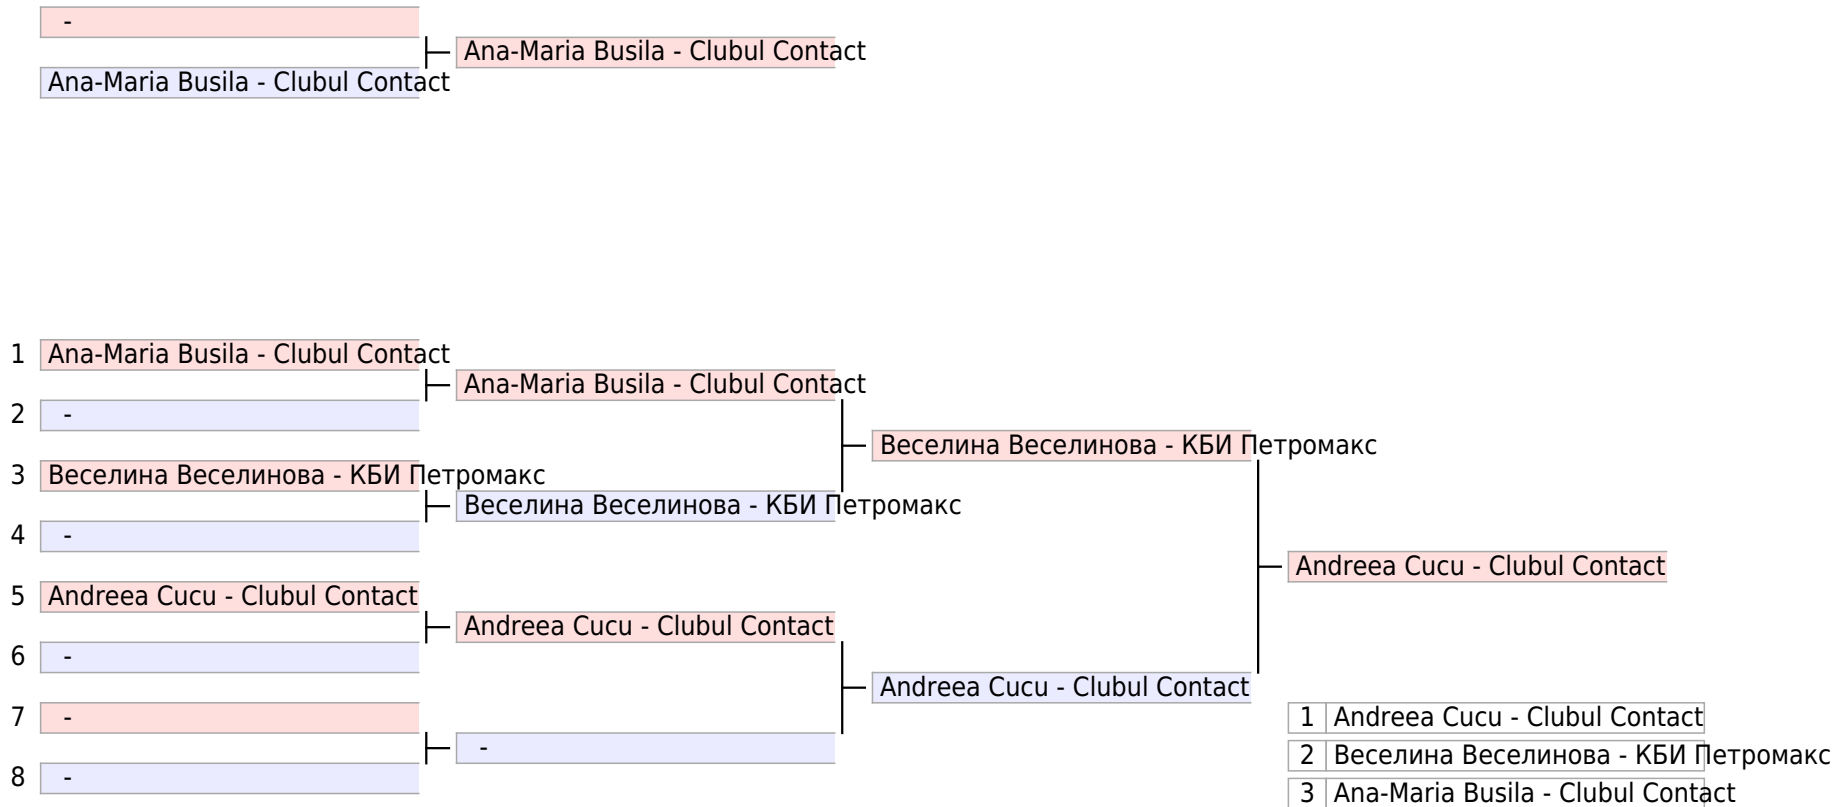 -
Ana-Maria Busila - Clubul Contact
Ana-Maria Busila - Clubul Contact
1 Ana-Maria Busila - Clubul Contact
Ana-Maria Busila - Clubul Contact
2 -
Веселина Веселинова - КБИ Петромакс
3 Веселина Веселинова - КБИ Петромакс
Веселина Веселинова - КБИ Петромакс
4 -
Andreea Cucu - Clubul Contact
5 Andreea Cucu - Clubul Contact
Andreea Cucu - Clubul Contact
6 -
Andreea Cucu - Clubul Contact
7 -
-
8 -
1 Andreea Cucu - Clubul Contact
2 Веселина Веселинова - КБИ Петромакс
3 Ana-Maria Busila - Clubul Contact